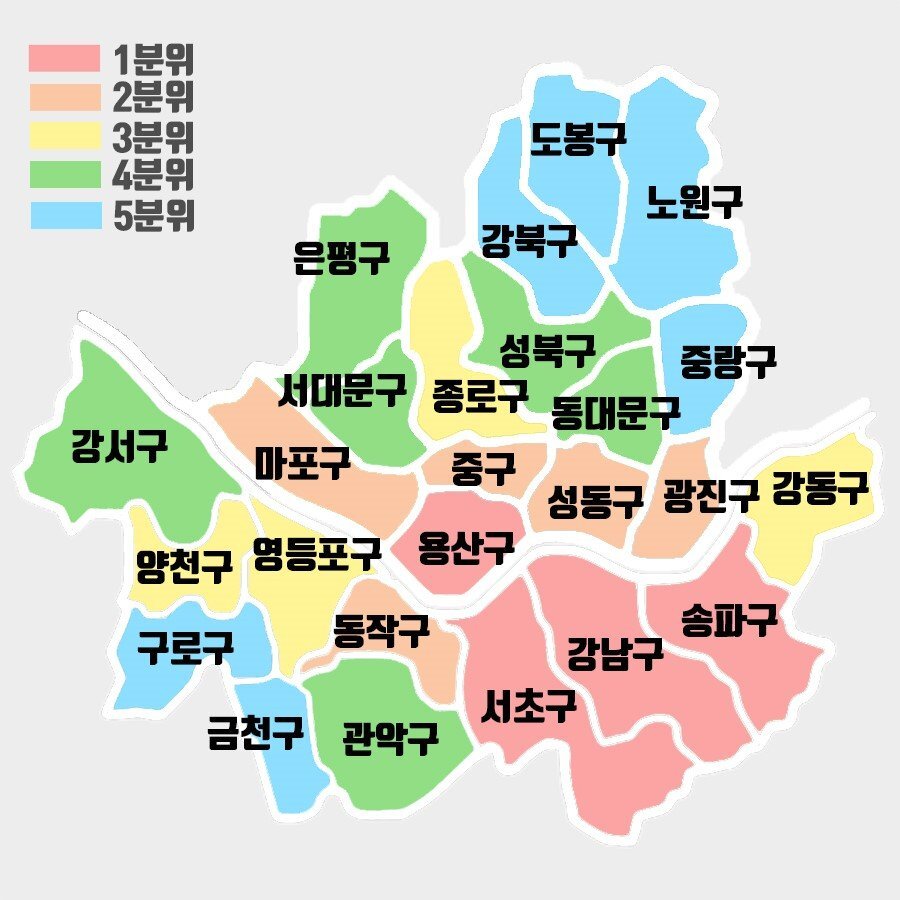 1분위
2분위
3분위
4분위
5분위
도봉구
노원구
강북구
은평구
성북구
중랑구
서대문구
종로구
동대문구
강서구
마포구
중구
성동구
광진구
강동구
용산구
양천구
영등포구
동작구
송파구
구로구
강남구
서초구
금천구
관악구